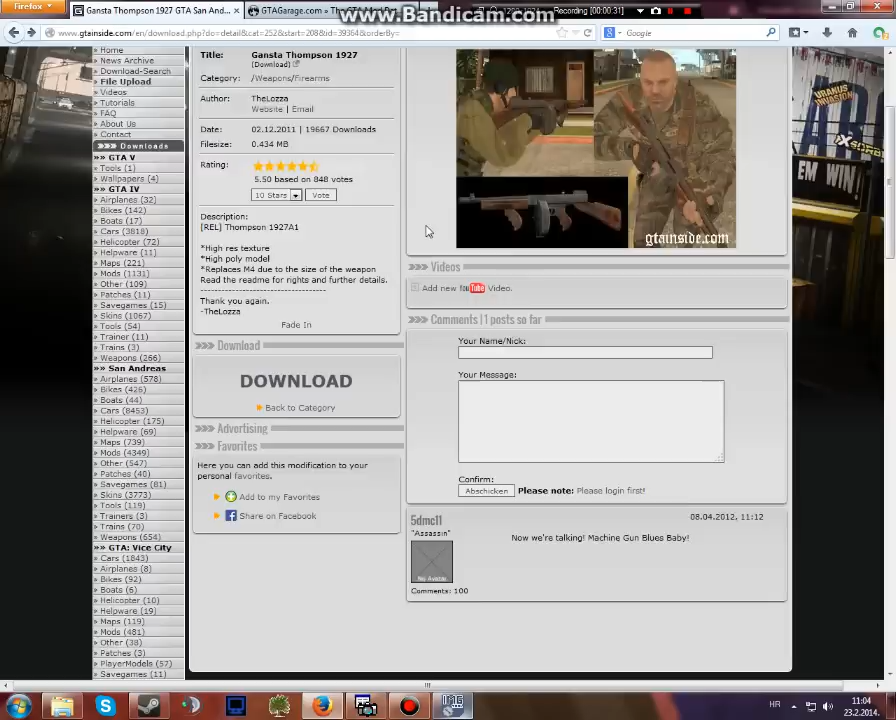 Firefox
www.Bandicam.com
Recording [00:00:31]
Gansta Thompson 1927 GTA San And...
GTAGarage.com
www.gtainside.com/en/download.php?do=detail&cat=252&start=208&id=39364&orderBy=
Google
» Home
» News Archive
» Download-Search
» File Upload
» Videos
» Tutorials
» FAQ
» About Us
» Contact
»»» Downloads
»» GTA V
» Tools (1)
» Wallpapers (4)
»» GTA IV
» Airplanes (32)
» Bikes (142)
» Boats (17)
» Cars (3818)
» Helicopter (72)
» Helpware (11)
» Maps (221)
» Mods (1131)
» Other (109)
» Patches (11)
» Savegames (15)
» Skins (1067)
» Tools (54)
» Trainer (11)
» Trains (3)
» Weapons (266)
»» San Andreas
» Airplanes (578)
» Bikes (426)
» Boats (44)
» Cars (8453)
» Helicopter (175)
» Helpware (69)
» Maps (739)
» Mods (4349)
» Other (547)
» Patches (40)
» Savegames (81)
» Skins (3773)
» Tools (119)
» Trainers (3)
» Trains (70)
» Weapons (654)
»» GTA: Vice City
» Cars (1843)
» Airplanes (8)
» Bikes (92)
» Boats (6)
» Helicopter (10)
» Helpware (19)
» Maps (119)
» Mods (481)
» Other (38)
» Patches (3)
» PlayerModels (57)
» Savegames (11)
Title: Gansta Thompson 1927
[Download]
Category: /Weapons/Firearms
Author: TheLozza
Website | Email
Date: 02.12.2011 | 19667 Downloads
Filesize: 0.434 MB
Rating:
5.50 based on 848 votes
10 Stars Vote
Description:
[REL] Thompson 1927A1
*High res texture
*High poly model
*Replaces M4 due to the size of the weapon
Read the readme for rights and further details.
--------------------------------
Thank you again.
-TheLozza
Fade In
»»» Download
DOWNLOAD
Back to Category
»»» Advertising
»»» Favorites
Here you can add this modification to your
personal favorites.
Add to my Favorites
Share on Facebook
gtainside.com
»»» Videos
Add new YouTube Video.
»»» Comments | 1 posts so far
Your Name/Nick:
Your Message:
Confirm:
Abschicken Please note: Please login first!
5dmc11
"Assassin"
No Avatar
Comments: 100
08.04.2012, 11:12
Now we're talking! Machine Gun Blues Baby!
URANUS
INVASION
EM WIN!
HR
11:04
23.2.2014.